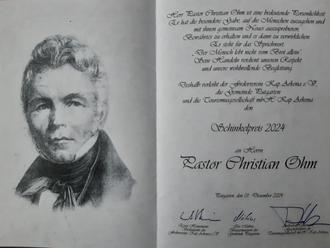 Herr Pastor Christian Ohm ist eine bedeutende Persönlichkeit
Er hat die besondere Gabe, auf die Menschen zuzugehen und
mit ihnen gemeinsam Neues auszuprobieren
Bewährtes zu erhalten und es dann zu verwirklichen
Es steht für das Sprichwort
Der Mensch lebt nicht vom Brot allein
Sein Handeln verdient unseren Respekt
und unsere wohlwollende Begleitung
Deshalb verleiht der Förderverein Kap Arkona e.V.
die Gemeinde Putgarten
und die Tourismusgesellschaft mbH Kap Arkona
den
Schinkelpreis 2024
an Herrn
Pastor Christian Ohm
Putgarten, den Dezember 2024